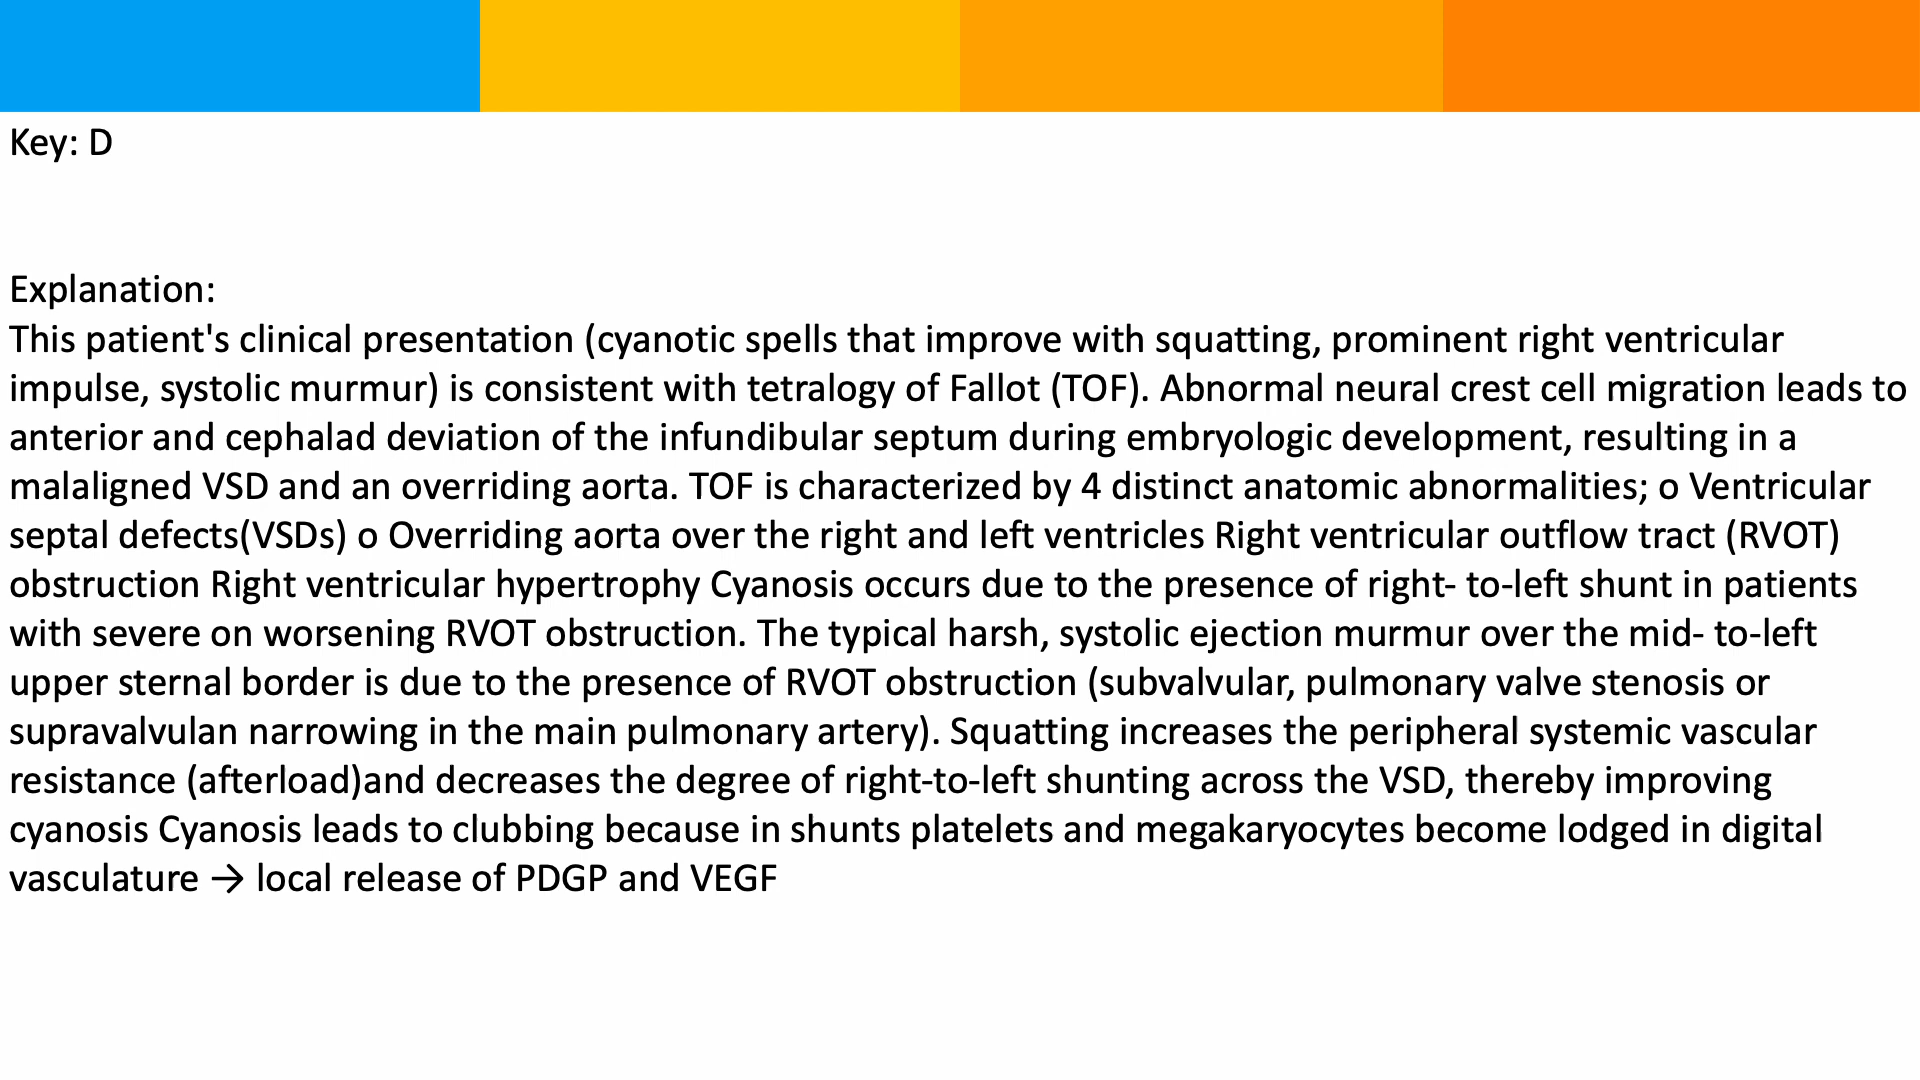 Key: D
Explanation:
This patient's clinical presentation (cyanotic spells that improve with squatting, prominent right ventricular
impulse, systolic murmur) is consistent with tetralogy of Fallot (TOF). Abnormal neural crest cell migration leads to
anterior and cephalad deviation of the infundibular septum during embryologic development, resulting in a
malaligned VSD and an overriding aorta. TOF is characterized by 4 distinct anatomic abnormalities; o Ventricular
septal defects(VSDs) o Overriding aorta over the right and left ventricles Right ventricular outflow tract (RVOT)
obstruction Right ventricular hypertrophy Cyanosis occurs due to the presence of right- to-left shunt in patients
with severe on worsening RVOT obstruction. The typical harsh, systolic ejection murmur over the mid- to-left
upper sternal border is due to the presence of RVOT obstruction (subvalvular, pulmonary valve stenosis or
supravalvulan narrowing in the main pulmonary artery). Squatting increases the peripheral systemic vascular
resistance (afterload)and decreases the degree of right-to-left shunting across the VSD, thereby improving
cyanosis Cyanosis leads to clubbing because in shunts platelets and megakaryocytes become lodged in digital
vasculature → local release of PDGP and VEGF